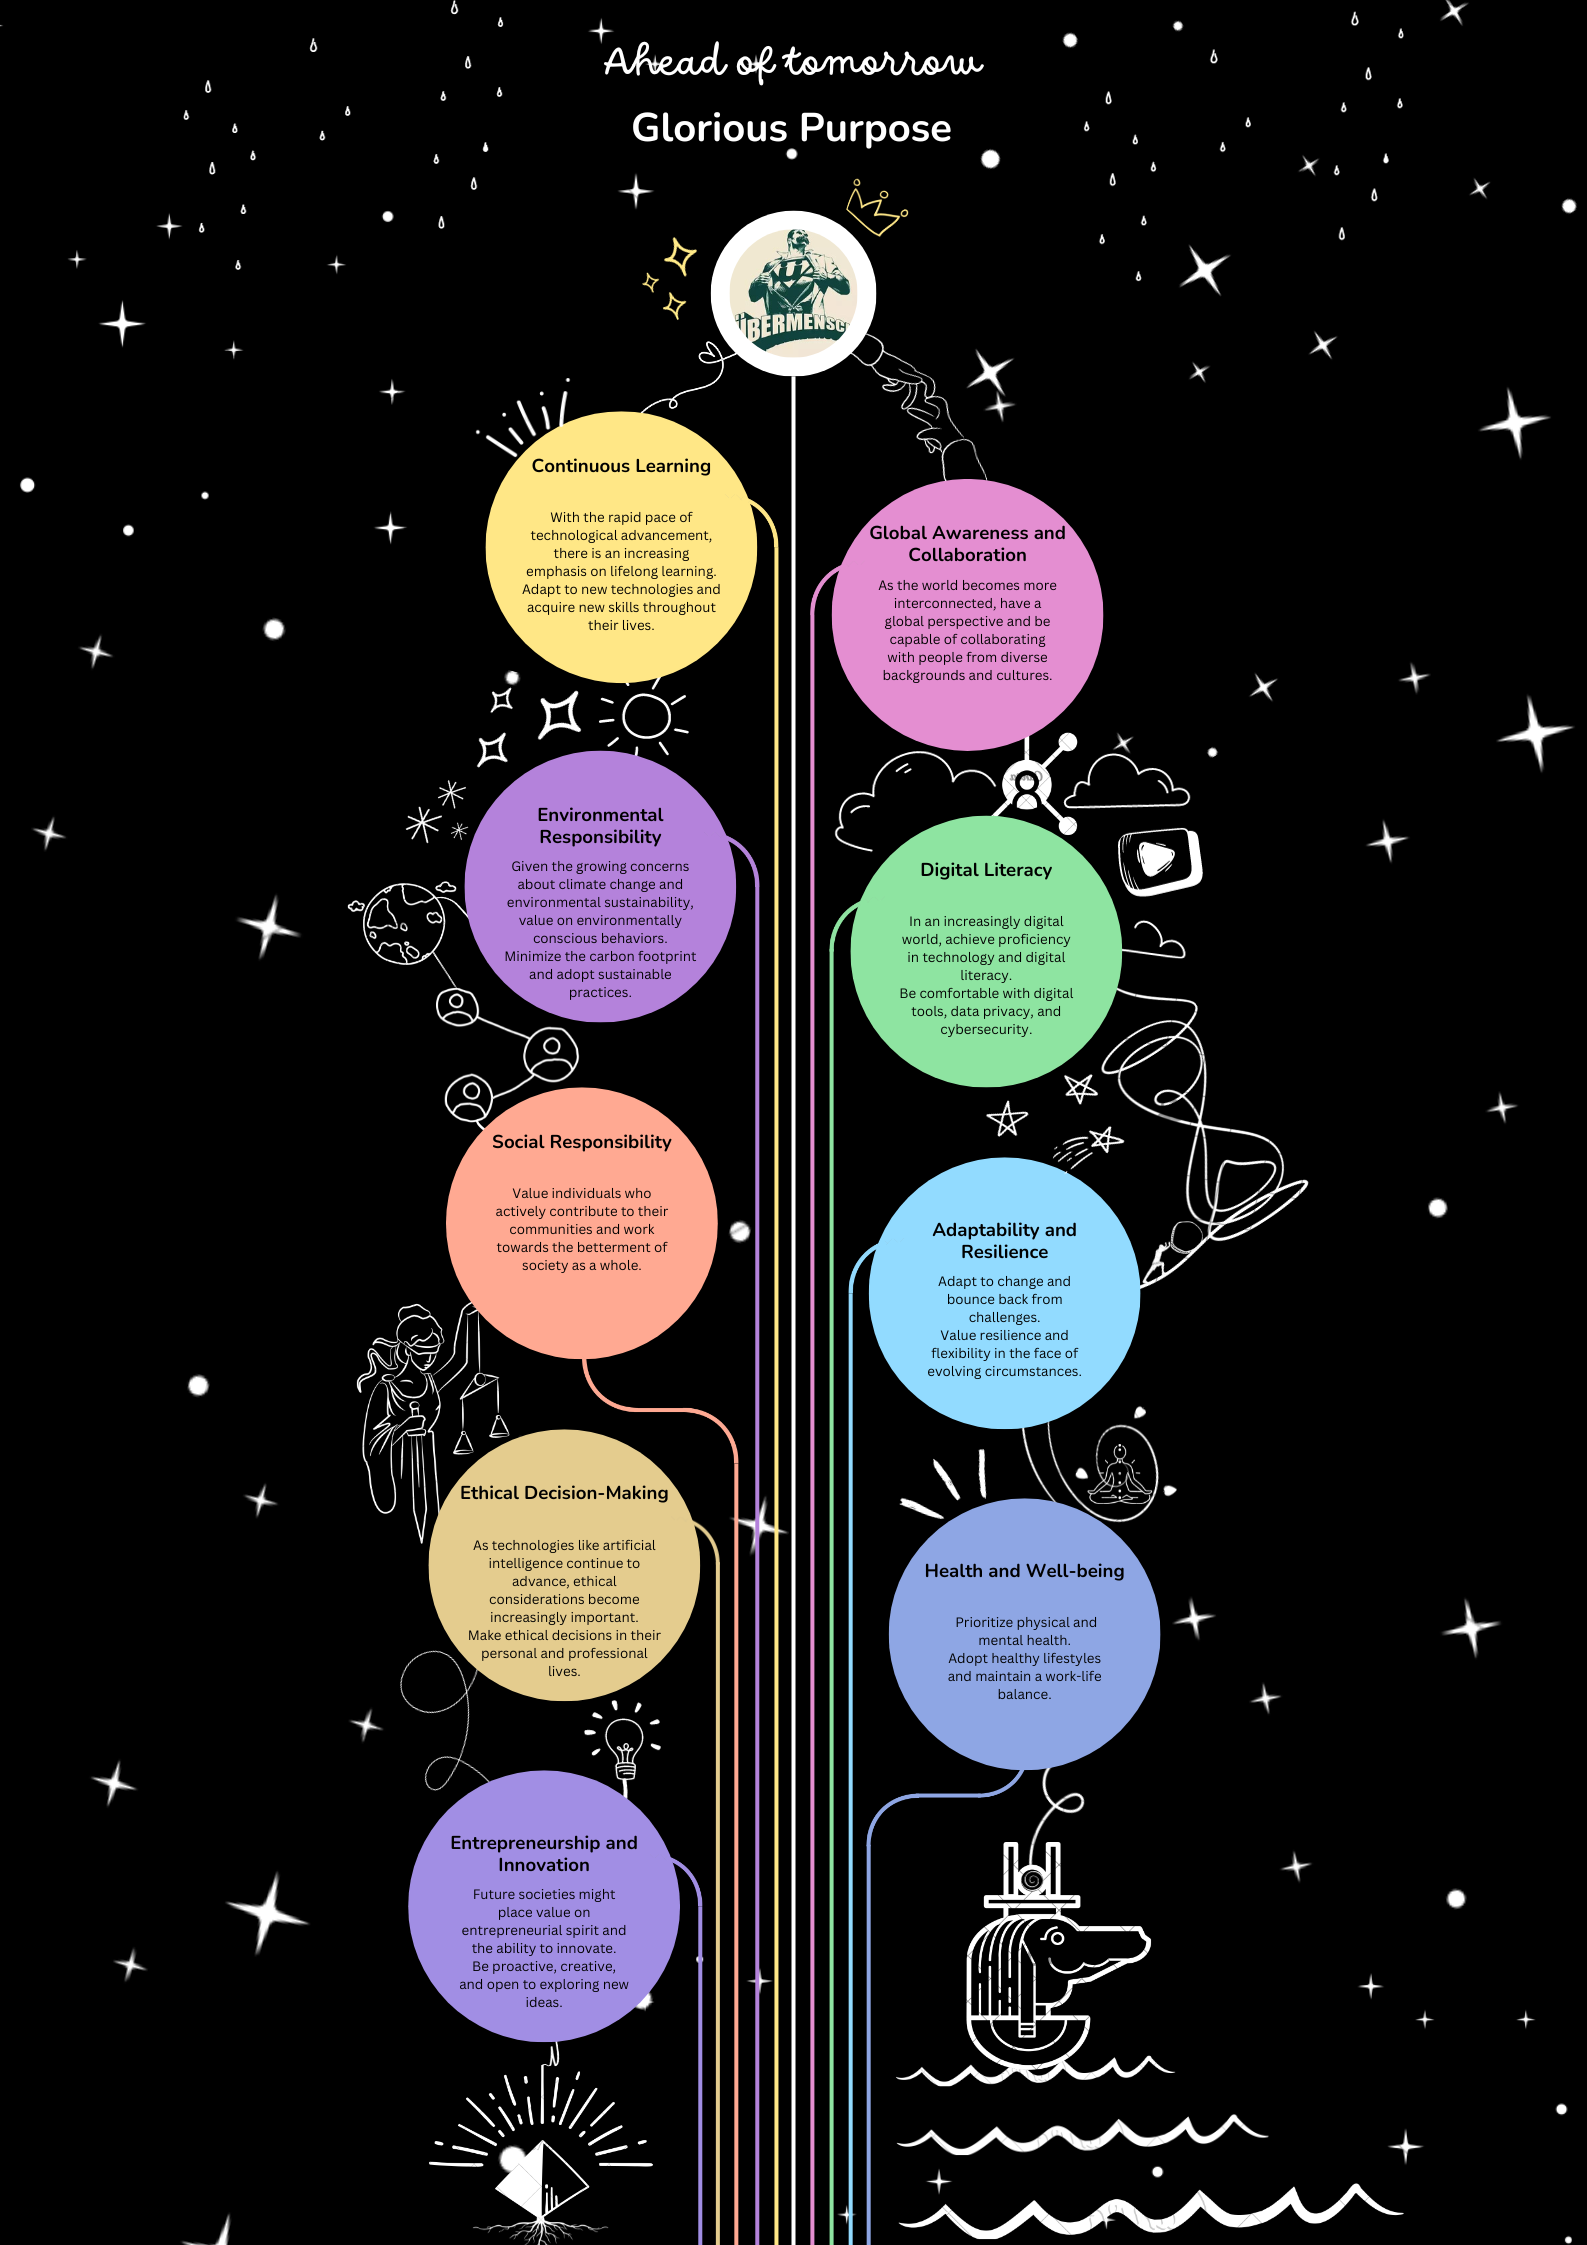 Ahead of tomorrow
Glorious Purpose
ÜBERMENSC
Continuous Learning
With the rapid pace of
technological advancement,
there is an increasing
emphasis on lifelong learning.
Adapt to new technologies and
acquire new skills throughout
their lives.
Global Awareness and
Collaboration
As the world becomes more
interconnected, have a
global perspective and be
capable of collaborating
with people from diverse
backgrounds and cultures.
Environmental
Responsibility
Given the growing concerns
about climate change and
environmental sustainability,
value on environmentally
conscious behaviors.
Minimize the carbon footprint
and adopt sustainable
practices.
Digital Literacy
In an increasingly digital
world, achieve proficiency
in technology and digital
literacy.
Be comfortable with digital
tools, data privacy, and
cybersecurity.
Social Responsibility
Value individuals who
actively contribute to their
communities and work
towards the betterment of
society as a whole.
Adaptability and
Resilience
Adapt to change and
bounce back from
challenges.
Value resilience and
flexibility in the face of
evolving circumstances.
Ethical Decision-Making
As technologies like artificial
intelligence continue to
advance, ethical
considerations become
increasingly important.
Make ethical decisions in their
personal and professional
lives.
Health and Well-being
Prioritize physical and
mental health.
Adopt healthy lifestyles
and maintain a work-life
balance.
Entrepreneurship and
Innovation
Future societies might
place value on
entrepreneurial spirit and
the ability to innovate.
Be proactive, creative,
and open to exploring new
ideas.